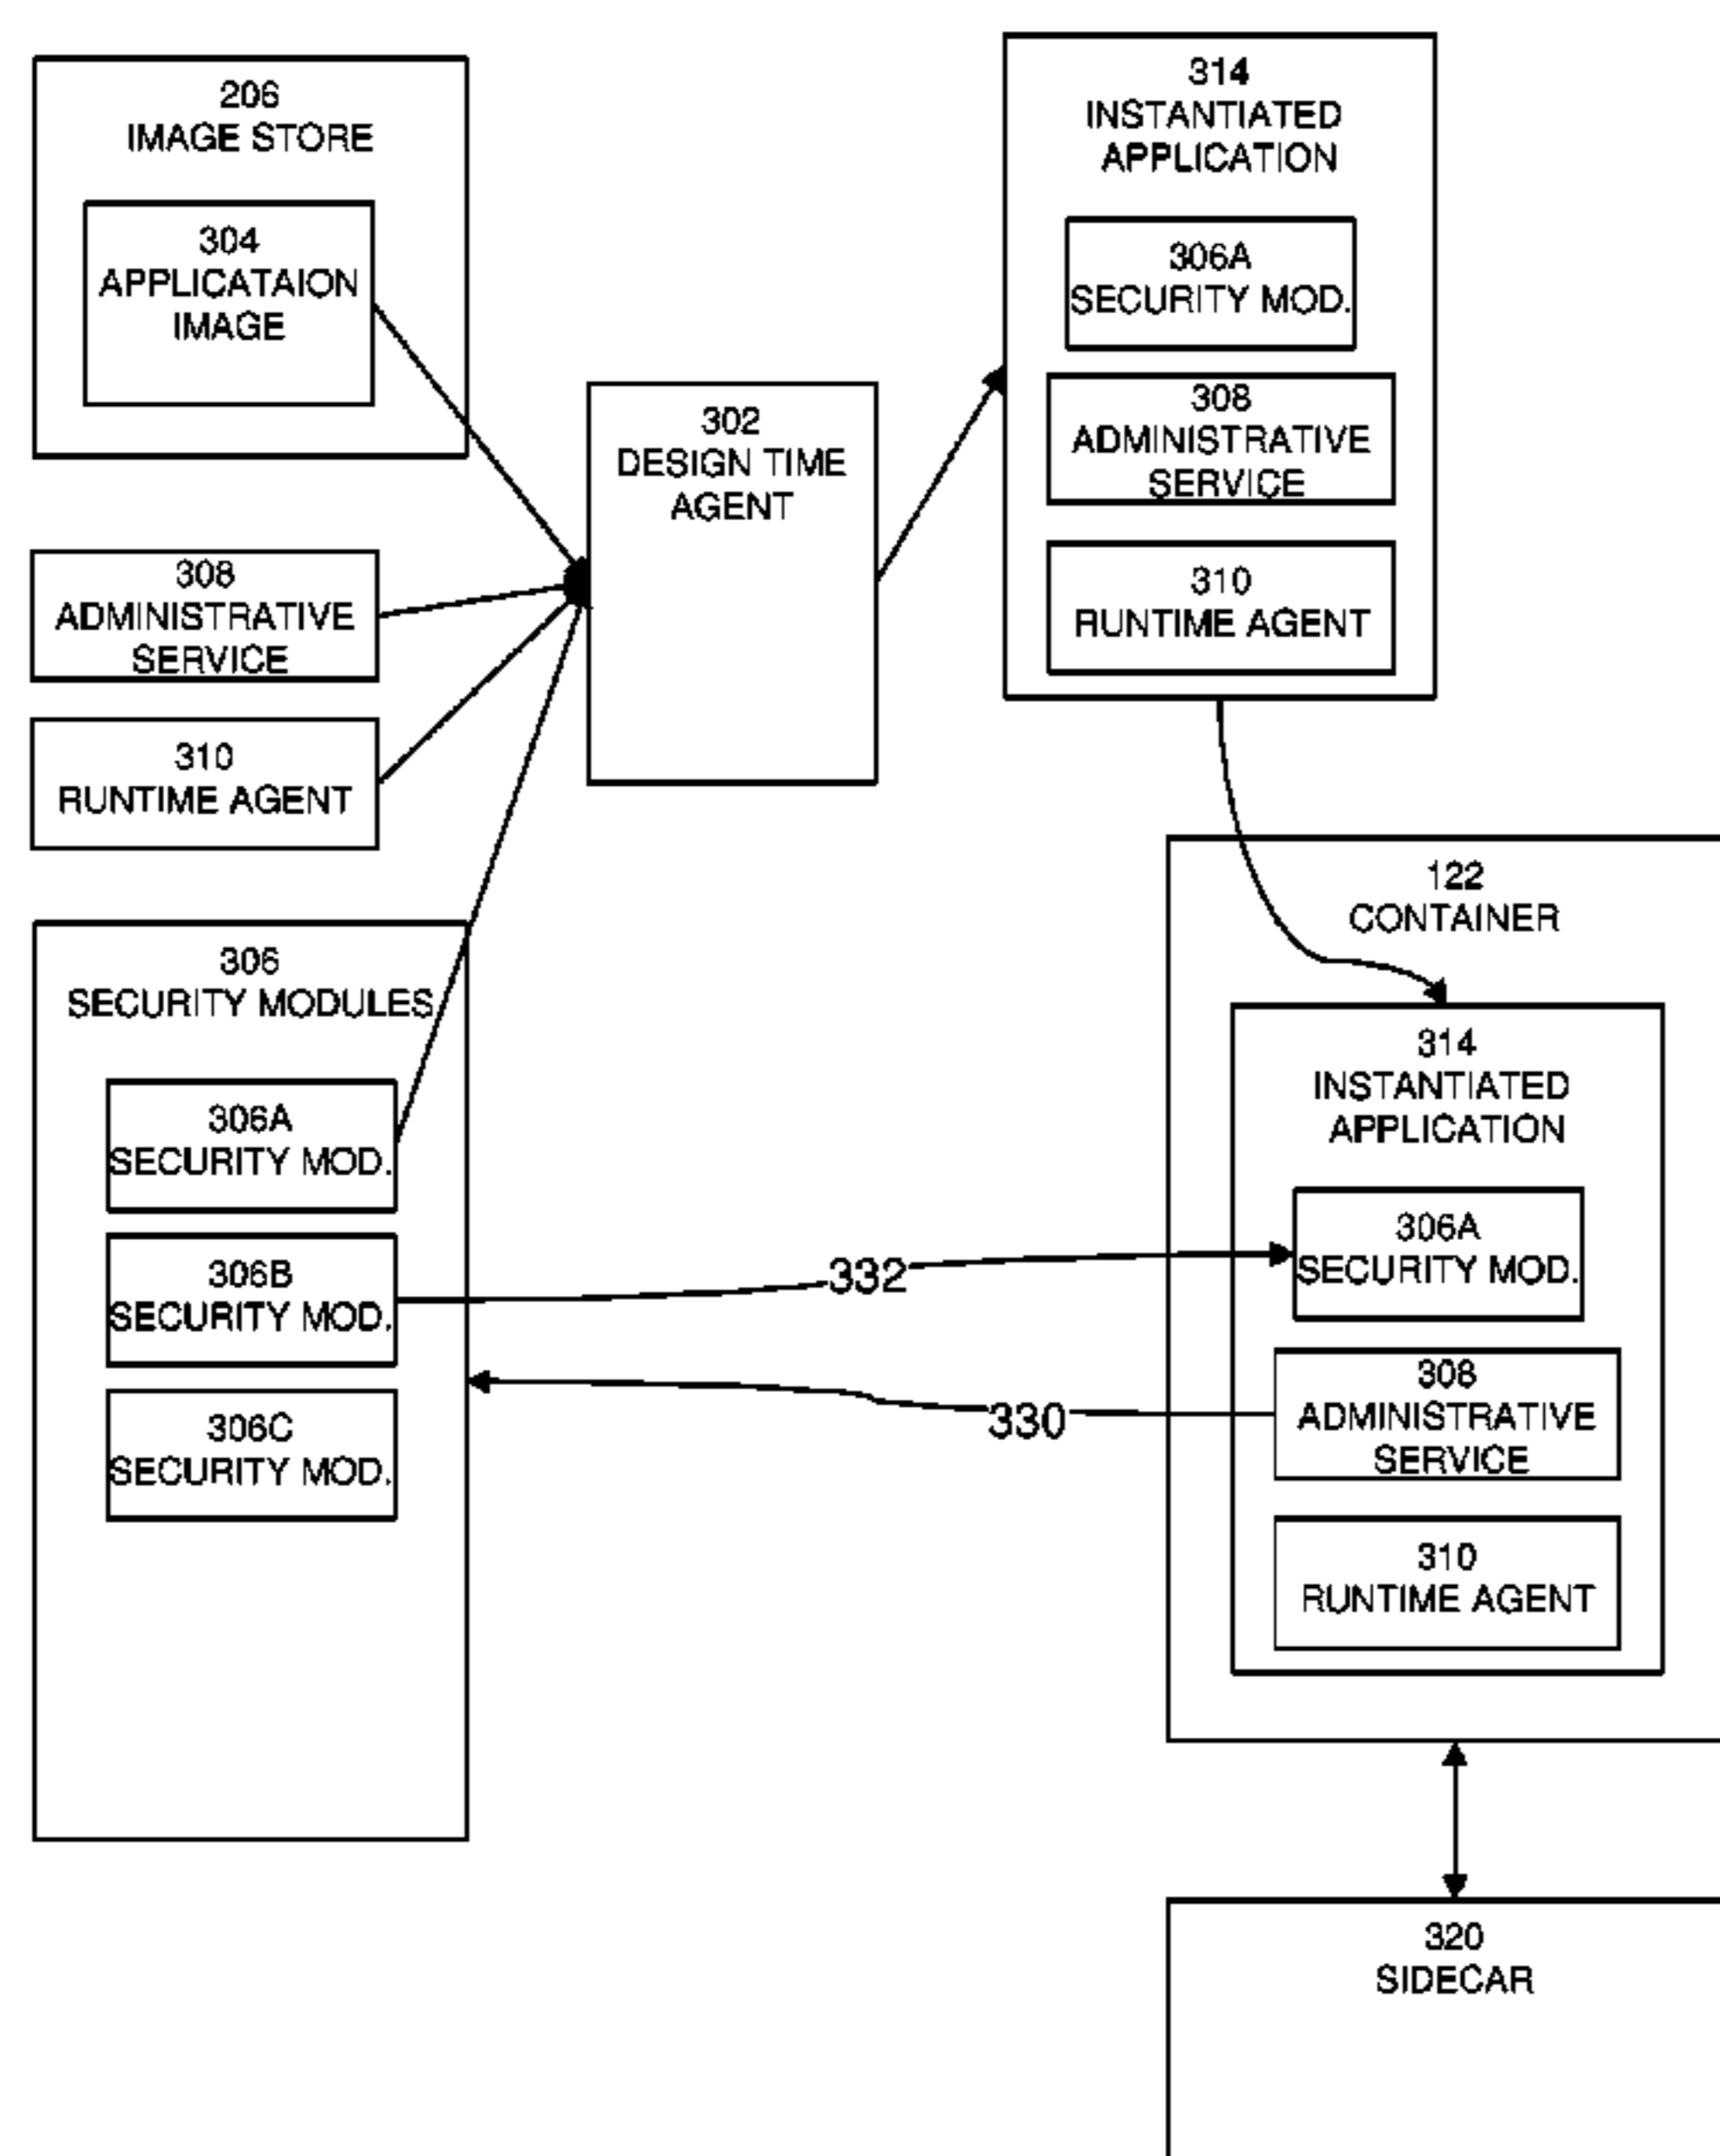 206
IMAGE STORE
304
APPLICATAION
IMAGE
308
ADMINISTRATIVE
SERVICE
310
RUNTIME AGENT
302
DESIGN TIME
AGENT
314
INSTANTIATED
APPLICATION
306A
SECURITY MOD.
308
ADMINISTRATIVE
SERVICE
310
RUNTIME AGENT
306
SECURITY MODULES
306A
SECURITY MOD.
306B
SECURITY MOD.
306C
SECURITY MOD.
332
330
122
CONTAINER
314
INSTANTIATED
APPLICATION
306A
SECURITY MOD.
308
ADMINISTRATIVE
SERVICE
310
RUNTIME AGENT
320
SIDECAR